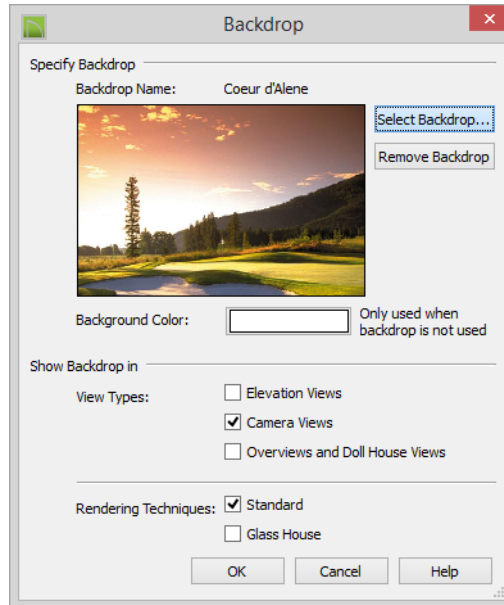 Backdrop
Specify Backdrop
Backdrop Name: Coeur d'Alene
Select Backdrop...
Remove Backdrop
Background Color:
Only used when
backdrop is not used
Show Backdrop in
View Types:
Elevation Views
Camera Views
Overviews and Doll House Views
Rendering Techniques:
Standard
Glass House
OK
Cancel
Help